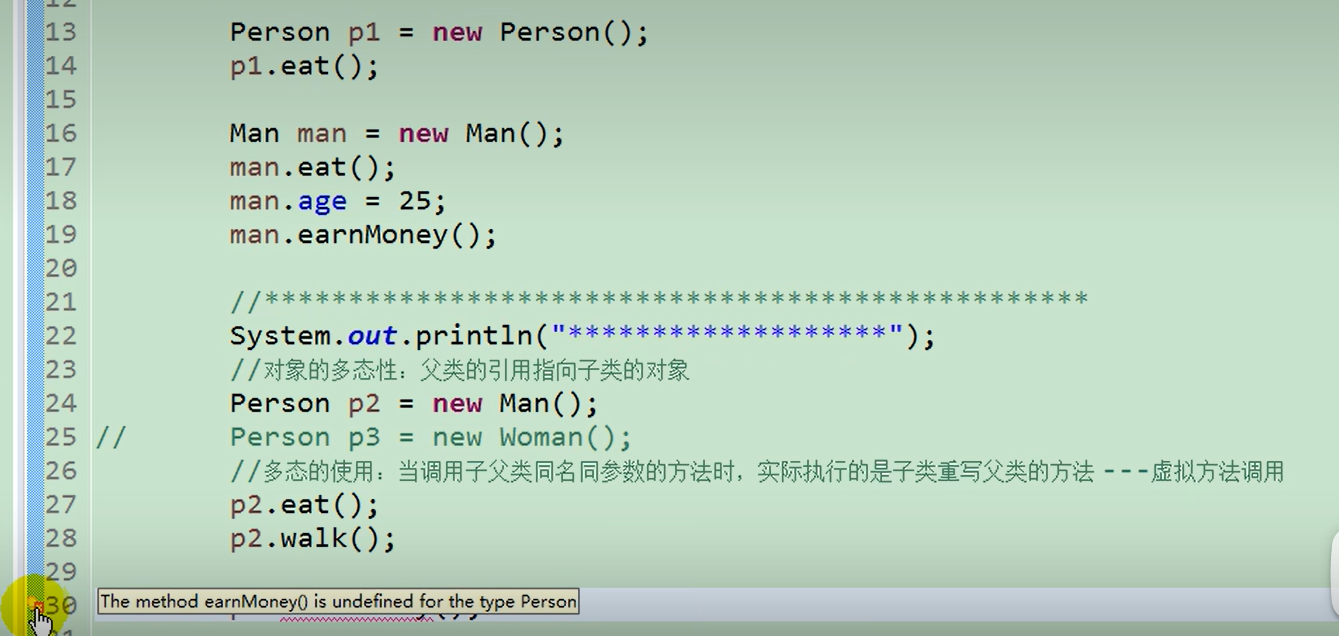 12
13 Person p1 = new Person();
14 p1.eat();
15
16 Man man = new Man();
17 man.eat();
18 man.age = 25;
19 man.earnMoney();
20
21 //*************************************************
22 System.out.println("*******************");
23 //对象的多态性：父类的引用指向子类的对象
24 Person p2 = new Man();
25 // Person p3 = new Woman();
26 //多态的使用：当调用子父类同名同参数的方法时，实际执行的是子类重写父类的方法 ---虚拟方法调用
27 p2.eat();
28 p2.walk();
29
30 The method earnMoney() is undefined for the type Person
31